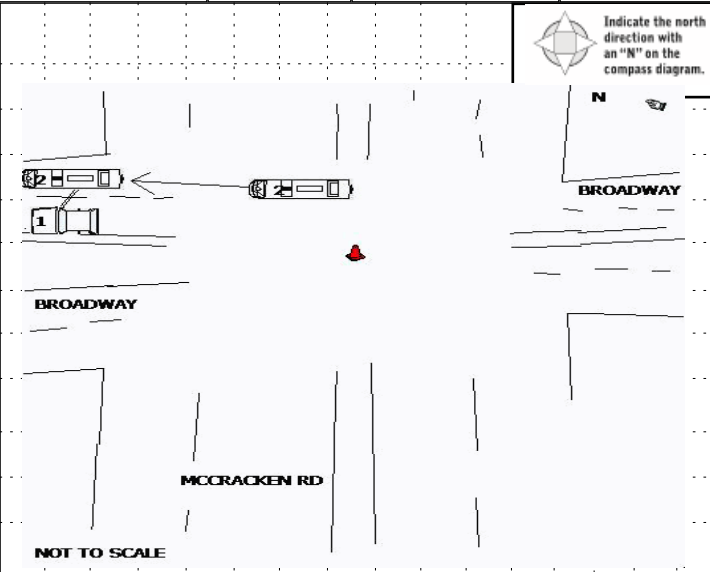 Indicate the north
direction with
an “N” on the
compass diagram.
N
BROADWAY
2
2
1
BROADWAY
MCCRACKEN RD
NOT TO SCALE